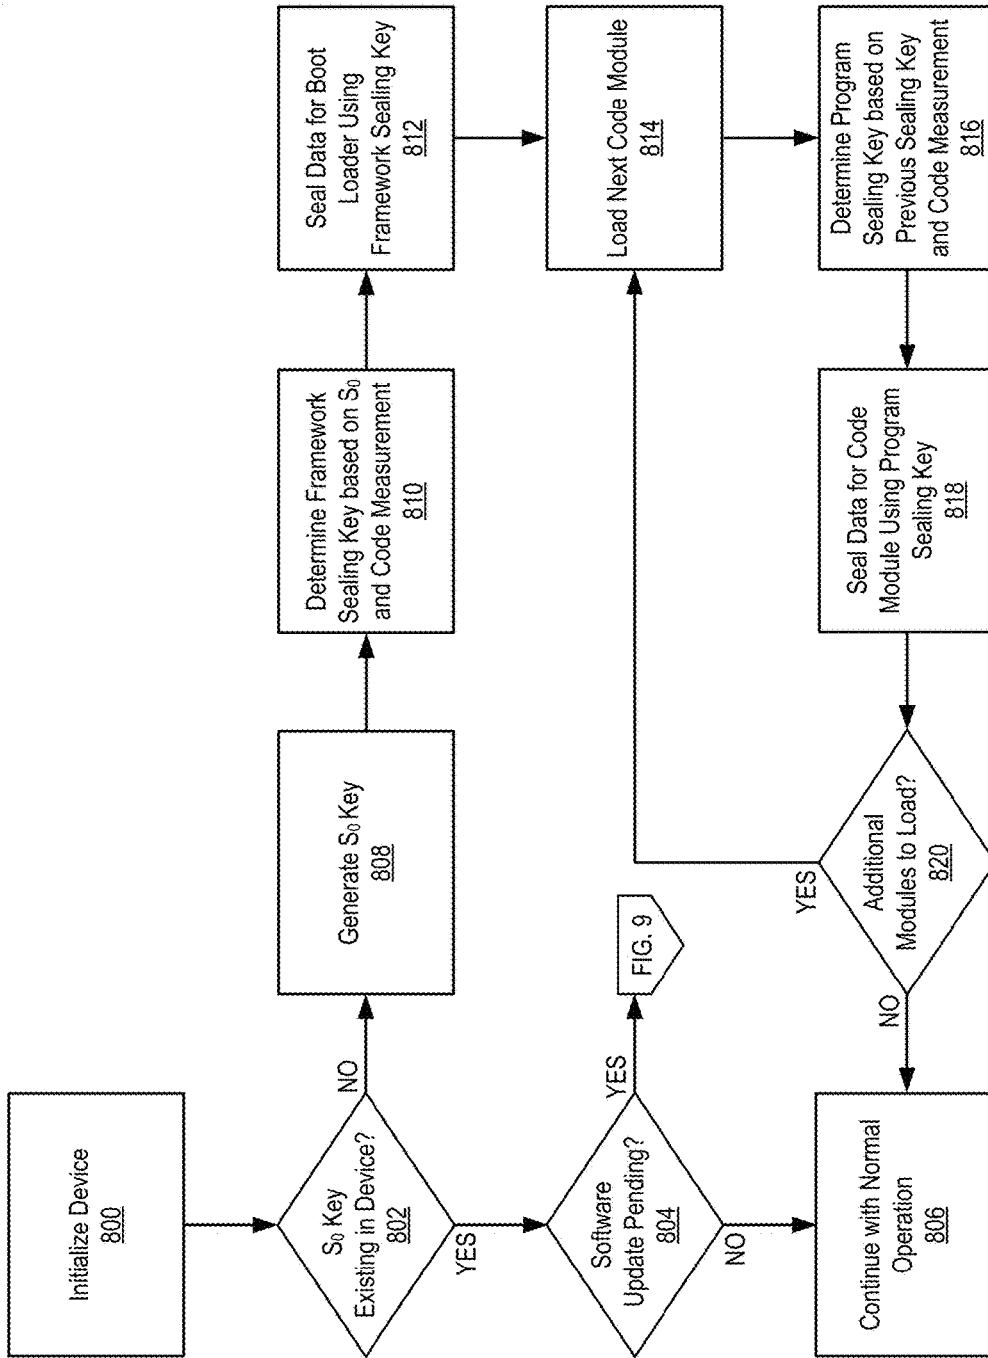 Initialize Device
800
S₀ Key
Existing in Device?
802
NO
YES
Generate S₀ Key
808
Determine Framework
Sealing Key based on S₀
and Code Measurement
810
Seal Data for Boot
Loader Using
Framework Sealing Key
812
Software
Update Pending?
804
YES
NO
FIG. 9
Load Next Code Module
814
Continue with Normal
Operation
806
NO
Additional
Modules to Load?
820
YES
Seal Data for Code
Module Using Program
Sealing Key
818
Determine Program
Sealing Key based on
Previous Sealing Key
and Code Measurement
816